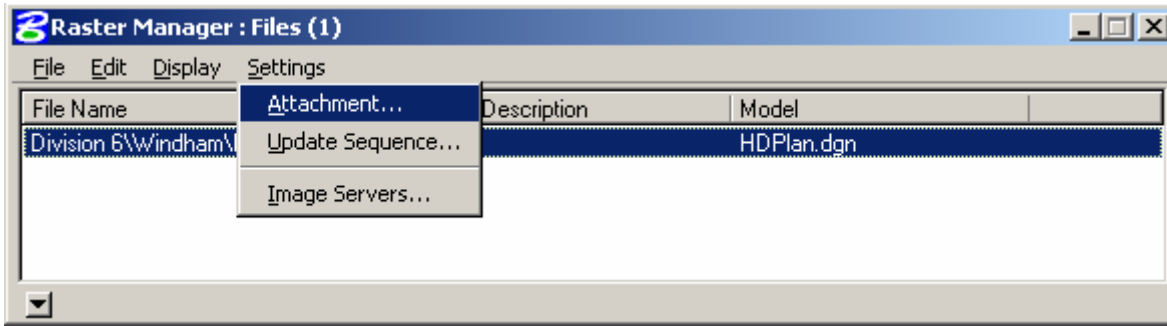 Raster Manager : Files (1)
File Edit Display Settings
File Name Description Model
Attachment...
Division 6\Windham\ HDPlan.dgn
Update Sequence...
Image Servers...